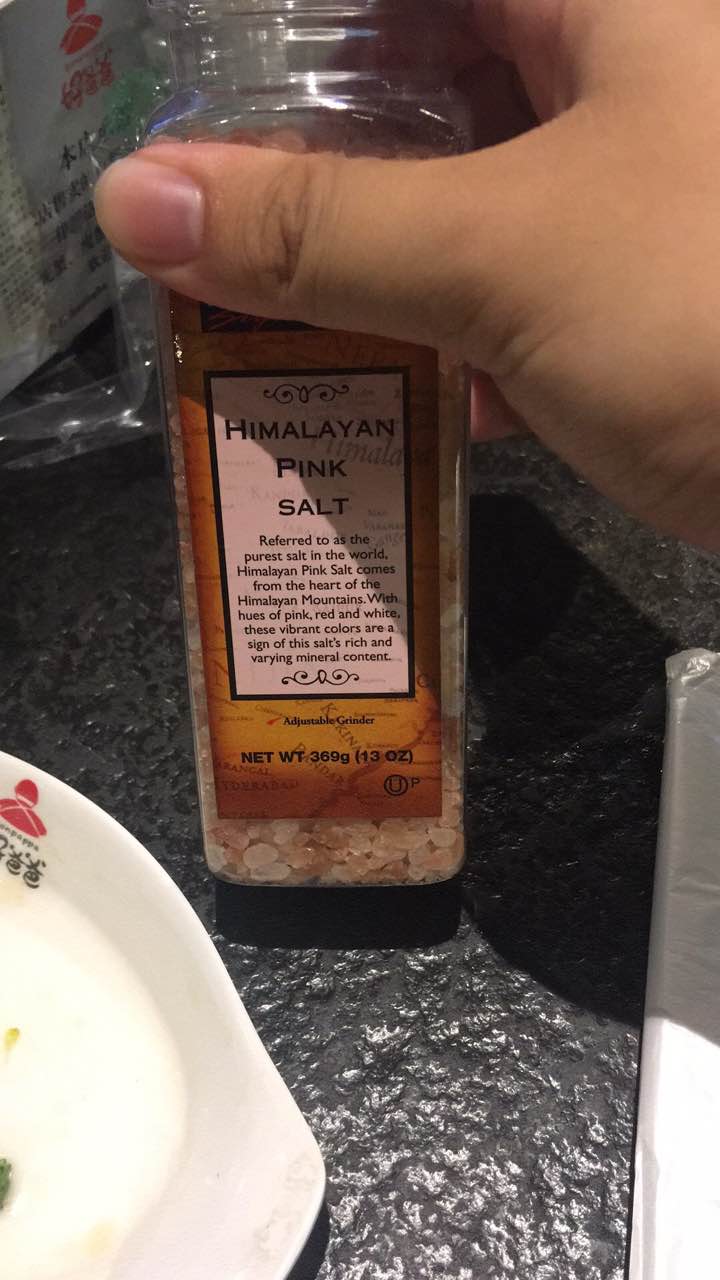 HIMALAYAN
PINK
SALT
Referred to as the
purest salt in the world,
Himalayan Pink Salt comes
from the heart of the
Himalayan Mountains. With
hues of pink, red and white,
these vibrant colors are a
sign of this salt's rich and
varying mineral content.
Adjustable Grinder
NET WT 369g (13 OZ)
U P